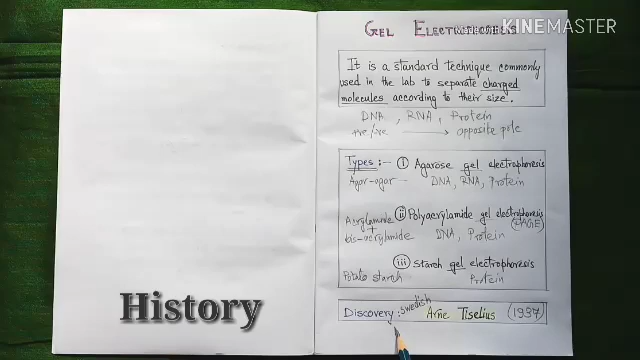 KINEMASTER
GEL ELECTROPHORESIS
It is a standard technique commonly
used in the lab to separate charged
molecules according to their size.
DNA, RNA, Protein
+ve/-ve → opposite pole
Types:- (i) Agarose gel electrophoresis
Agar-agar DNA, RNA, Protein
Acrylamide (ii) Polyacrylamide gel electrophoresis
+ (PAGE)
bis-acrylamide DNA, Protein
(iii) Starch gel electrophoresis
Potato starch Protein
History
Discovery: Swedish Arne Tiselius (1937)